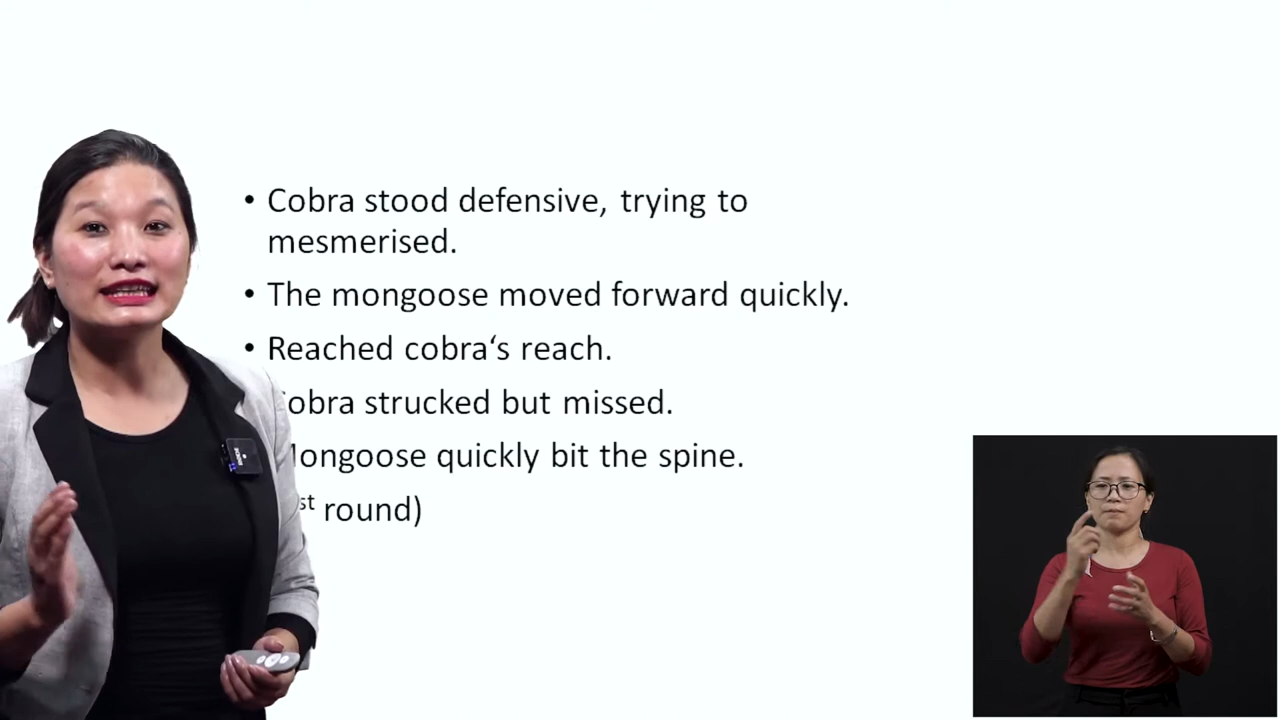 • Cobra stood defensive, trying to
mesmerised.
• The mongoose moved forward quickly.
• Reached cobra‘s reach.
obra strucked but missed.
ongoose quickly bit the spine.
st round)